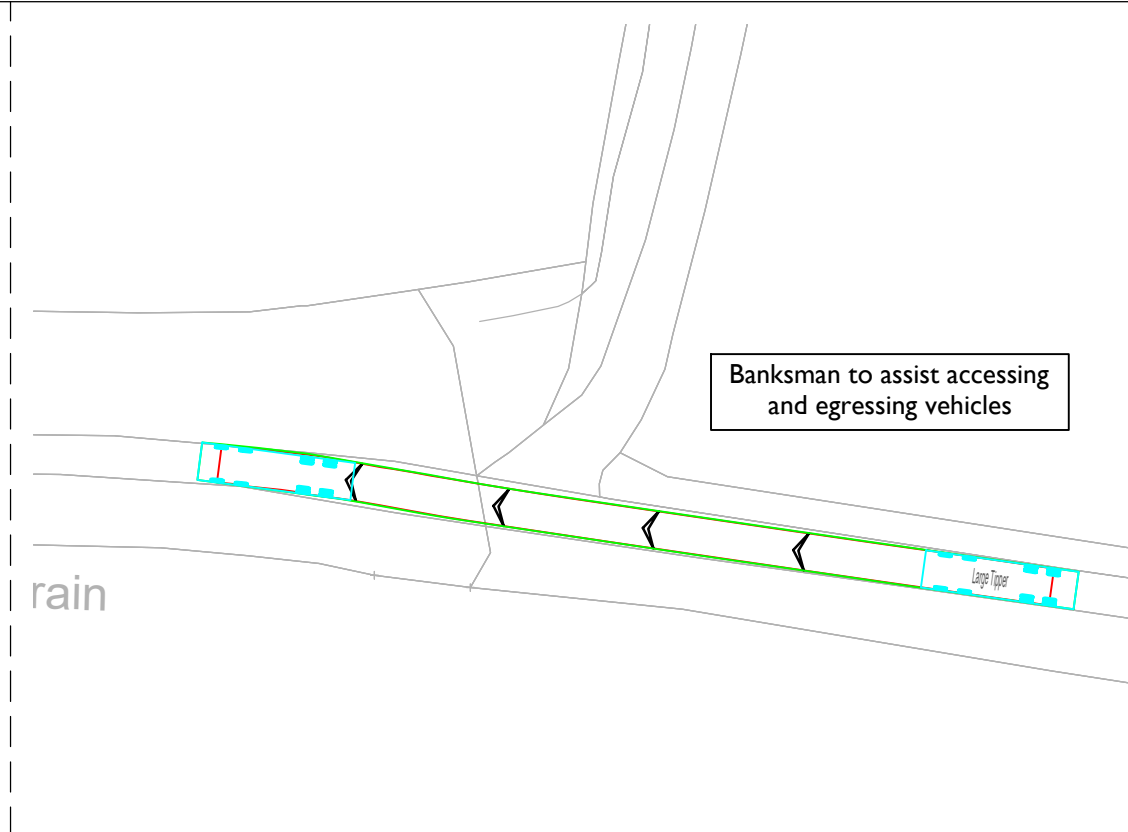 Banksman to assist accessing
and egressing vehicles
Large Tipper
rain